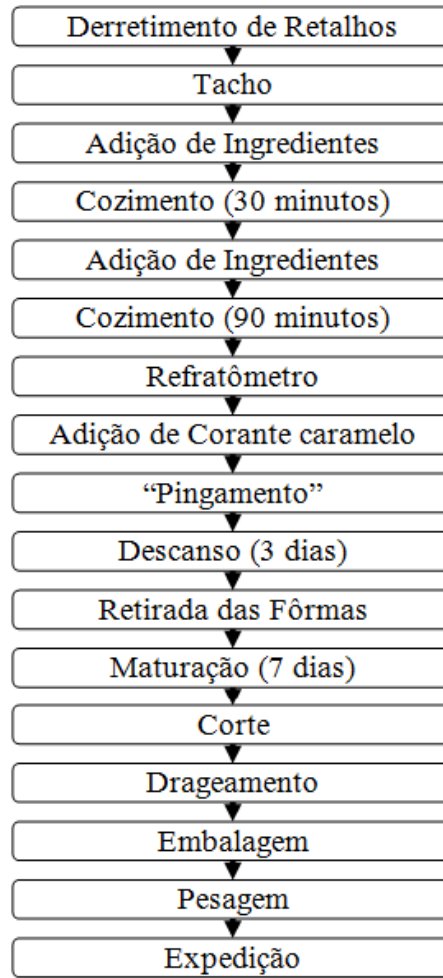 Derretimento de Retalhos
Tacho
Adição de Ingredientes
Cozimento (30 minutos)
Adição de Ingredientes
Cozimento (90 minutos)
Refratômetro
Adição de Corante caramelo
“Pingamento”
Descanso (3 dias)
Retirada das Fôrmas
Maturação (7 dias)
Corte
Drageamento
Embalagem
Pesagem
Expedição